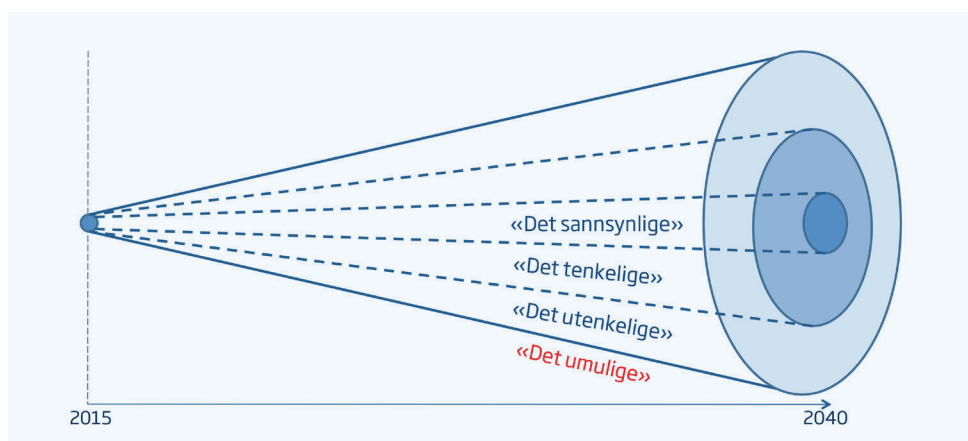 «Det sannsynlige»
«Det tenkelige»
«Det utenkelige»
«Det umulige»
2015
2040